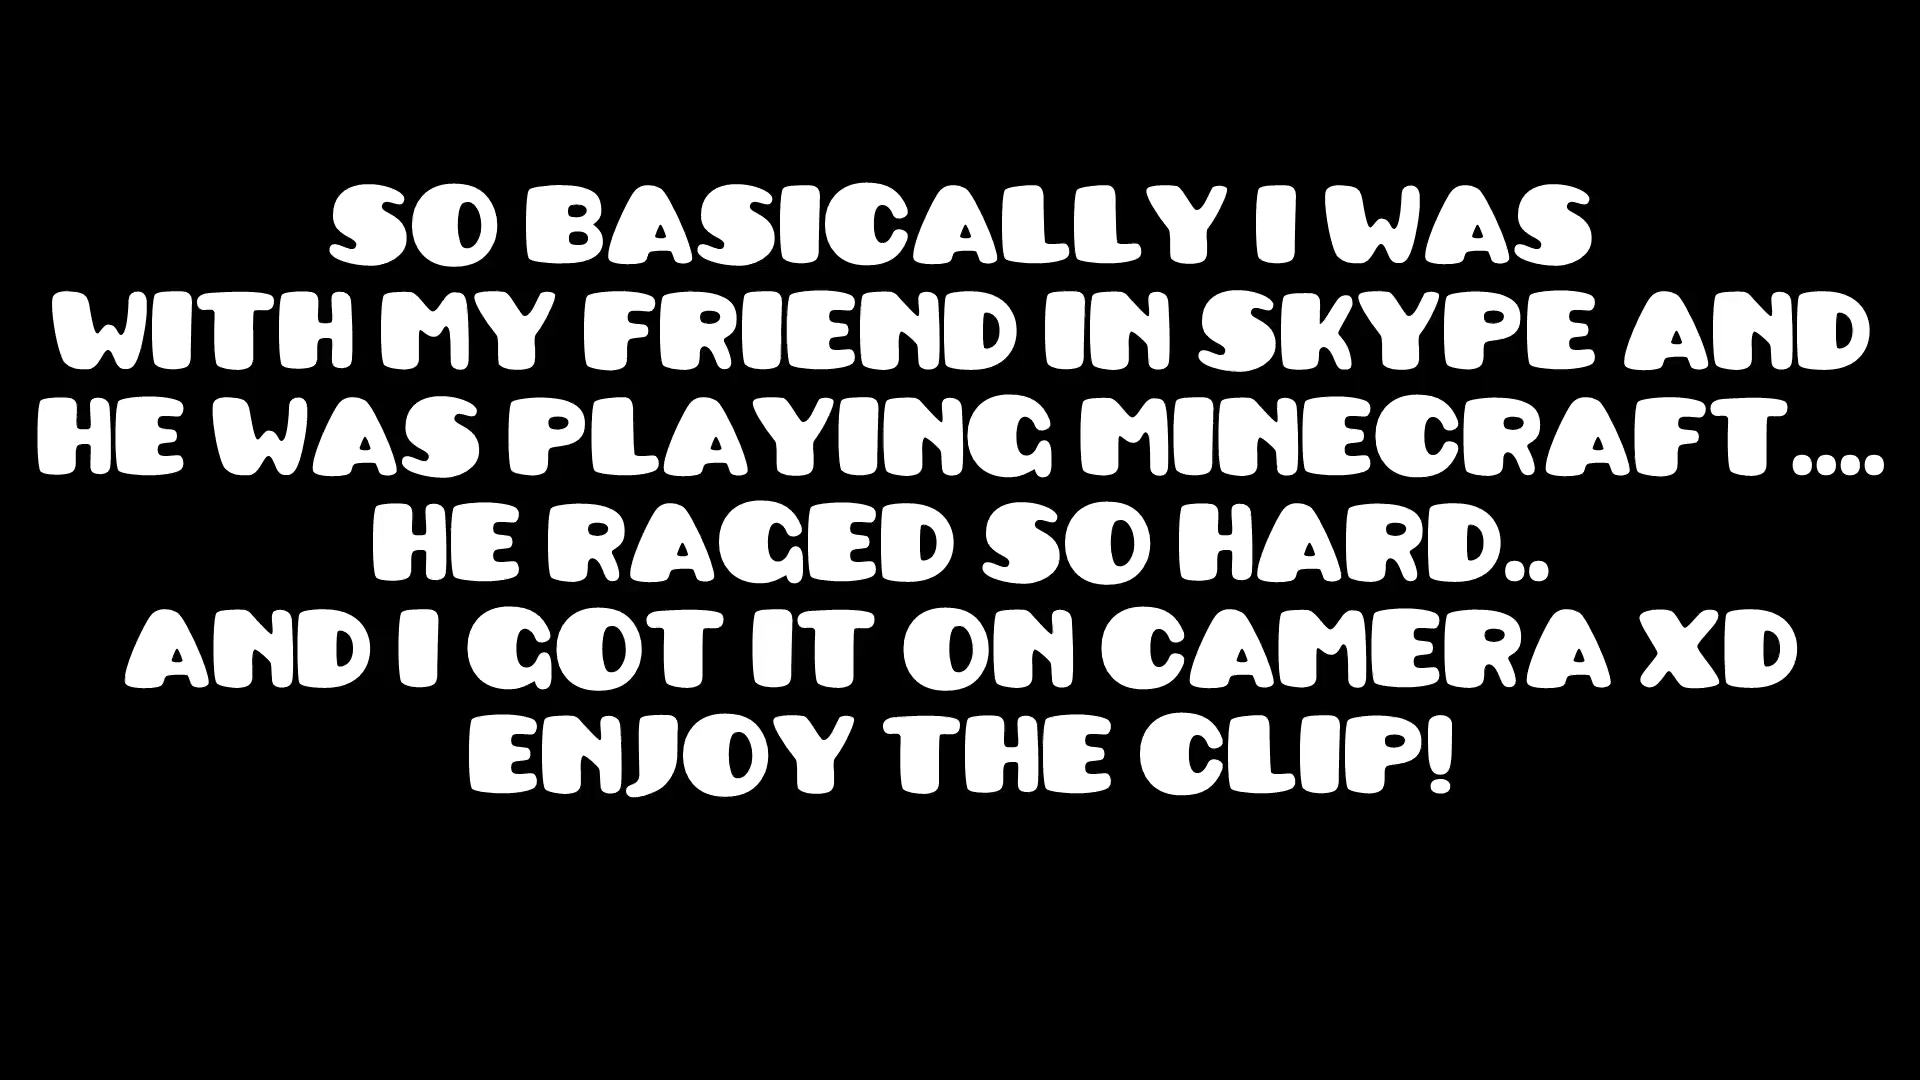 SO BASICALLY I WAS
WITH MY FRIEND IN SKYPE AND
HE WAS PLAYING MINECRAFT....
HE RAGED SO HARD..
AND I GOT IT ON CAMERA XD
ENJOY THE CLIP!